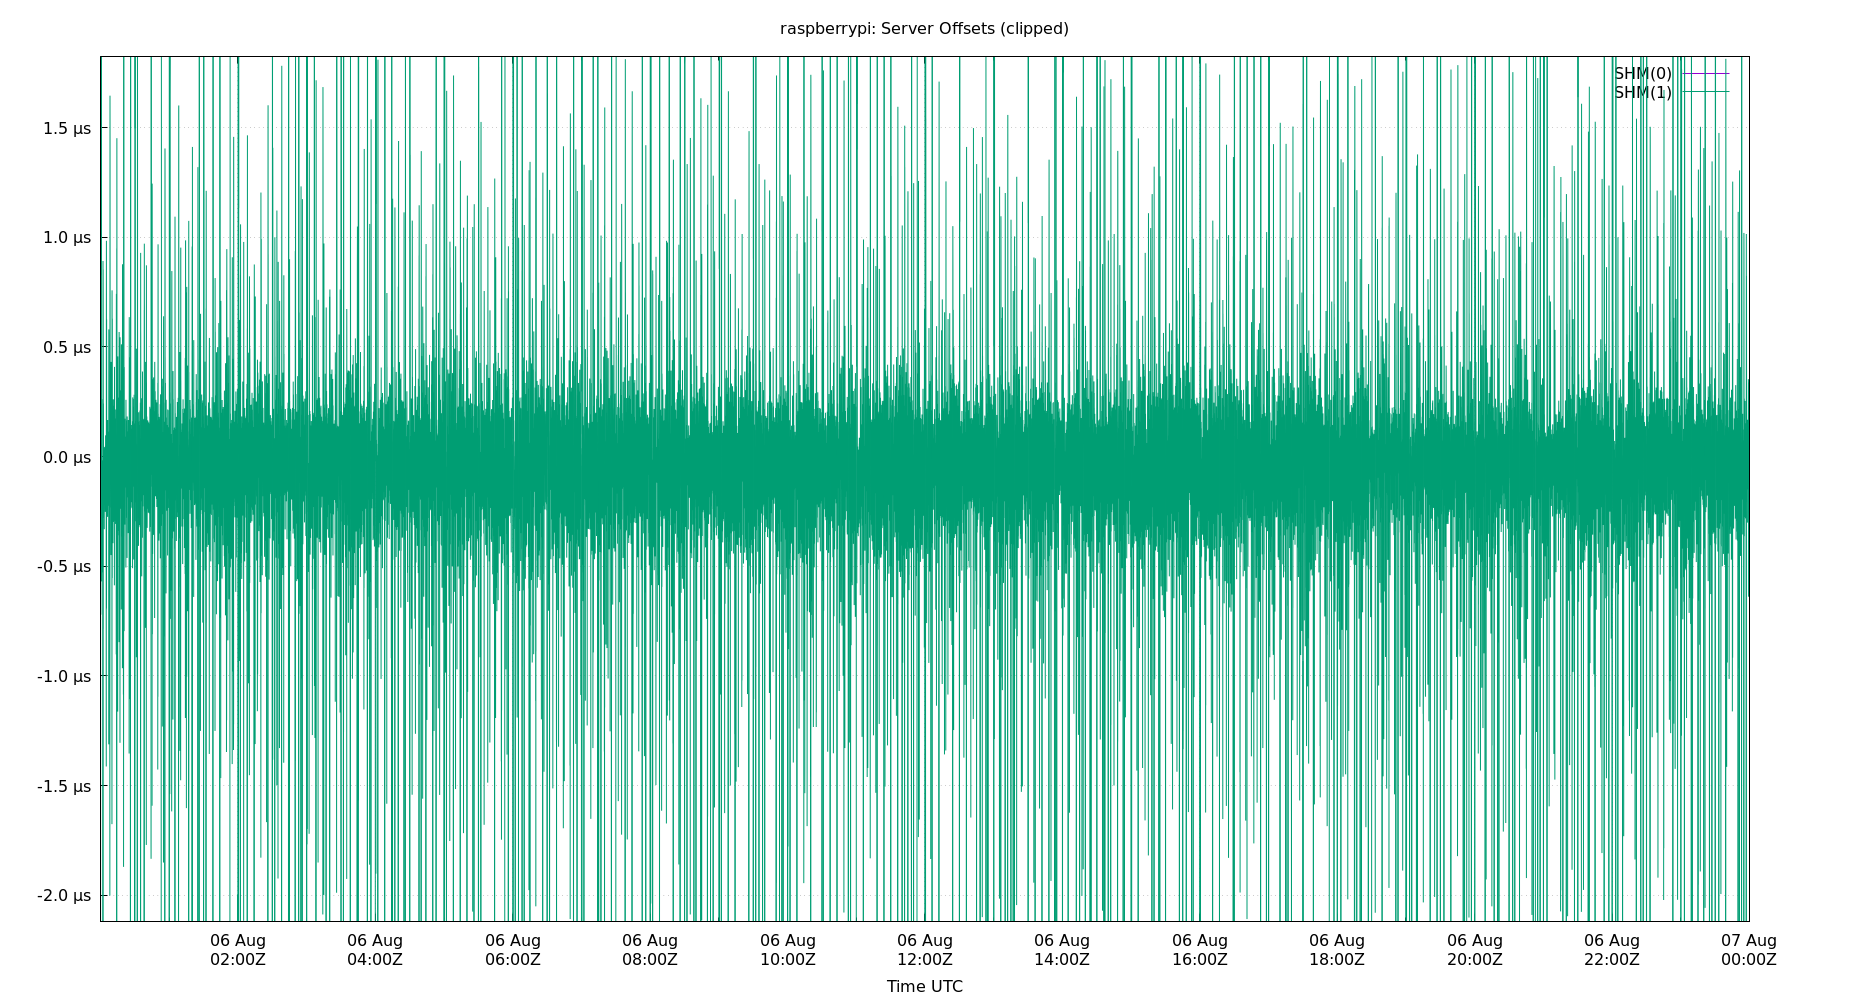 raspberrypi: Server Offsets (clipped)
SHM(0)
SHM(1)
1.5 µs
1.0 µs
0.5 µs
0.0 µs
-0.5 µs
-1.0 µs
-1.5 µs
-2.0 µs
06 Aug 06 Aug 06 Aug 06 Aug 06 Aug 06 Aug 06 Aug 06 Aug 06 Aug 06 Aug 06 Aug 07 Aug
02:00Z 04:00Z 06:00Z 08:00Z 10:00Z 12:00Z 14:00Z 16:00Z 18:00Z 20:00Z 22:00Z 00:00Z
Time UTC